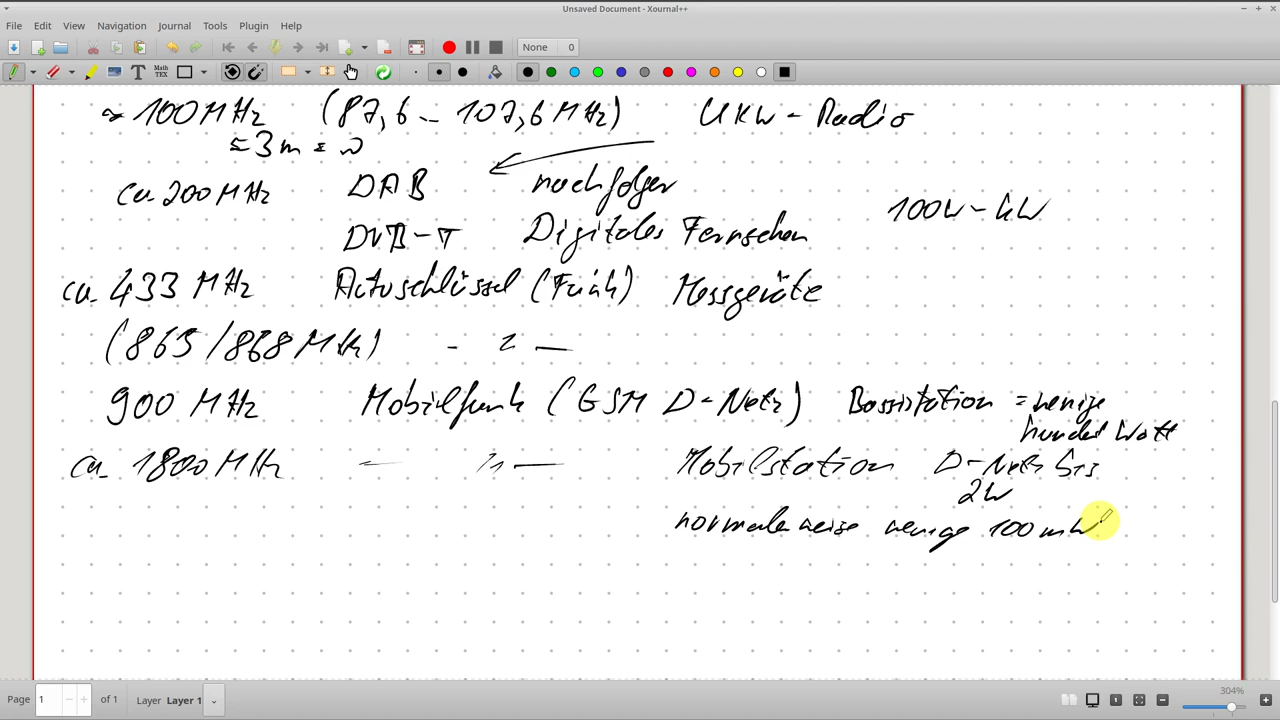 Unsaved Document - Xournal++
File Edit View Navigation Journal Tools Plugin Help
None 0
MATH TEX
≈ 100 MHz (87,6 - 107,6 MHz) UKW - Radio
≈ 3 m =
ca. 200 MHz DAB nachfolger
100W - kW
DVB-T Digitales Fernsehen
ca. 433 MHz Autoschlüssel (Funk) Messgeräte
(865 / 868 MHz) - " —
900 MHz Mobilfunk (GSM D-Netz) Basisstation = wenige
hundert Watt
ca. 1800 MHz — " — Mobilstation D-Netz bis
2W
normalerweise wenige 100 mW
Page 1 of 1 Layer Layer 1
304%